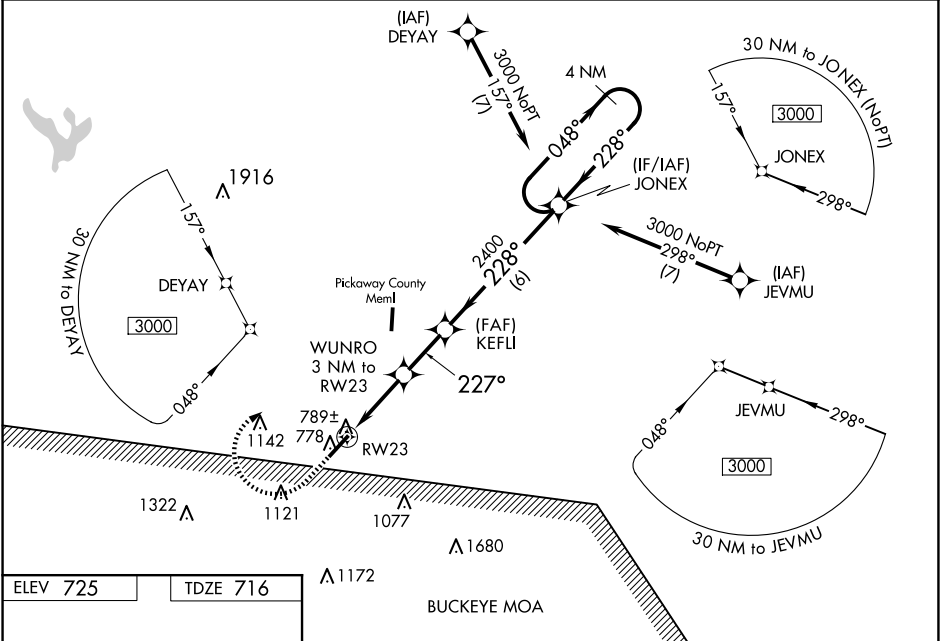 (IAF)
DEYAY
3000 NoPT
157°
(7)
4 NM
048°
228°
(IF/IAF)
JONEX
30 NM to JONEX (NoPT)
3000
157°
JONEX
298°
1916
157°
30 NM to DEYAY
DEYAY
3000
048°
3000 NoPT
298°
(7)
(IAF)
JEVMU
2400
228°
(6)
Pickaway County
Meml
(FAF)
KEFLI
WUNRO
3 NM to
RW23
227°
789±
778
RW23
1142
1121
1322
1077
1680
1172
BUCKEYE MOA
048°
JEVMU
298°
3000
30 NM to JEVMU
ELEV 725
TDZE 716